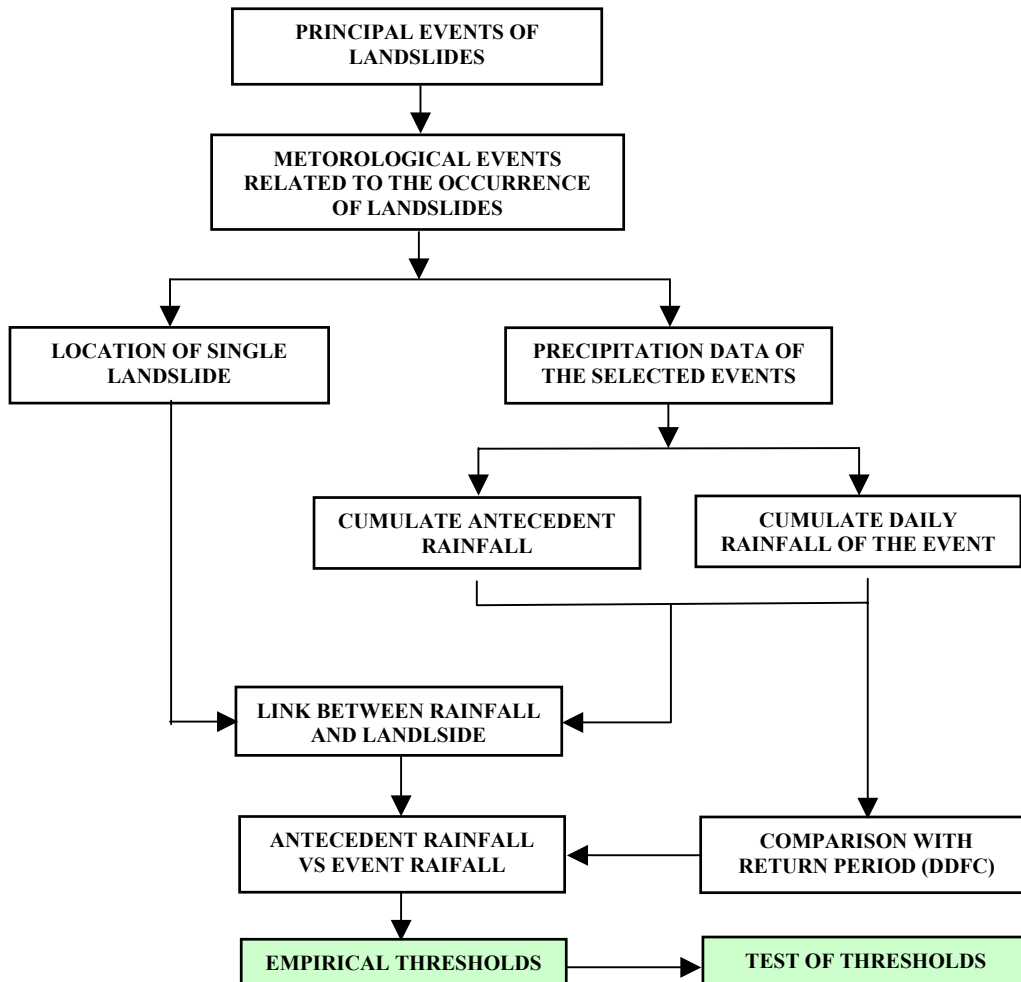 PRINCIPAL EVENTS OF
LANDSLIDES
METOROLOGICAL EVENTS
RELATED TO THE OCCURRENCE
OF LANDSLIDES
LOCATION OF SINGLE
LANDSLIDE
PRECIPITATION DATA OF
THE SELECTED EVENTS
CUMULATE ANTECEDENT
RAINFALL
CUMULATE DAILY
RAINFALL OF THE EVENT
LINK BETWEEN RAINFALL
AND LANDLSIDE
ANTECEDENT RAINFALL
VS EVENT RAIFALL
COMPARISON WITH
RETURN PERIOD (DDFC)
EMPIRICAL THRESHOLDS
TEST OF THRESHOLDS